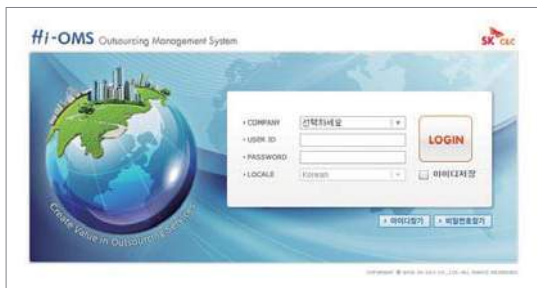 Hi-OMS Outsourcing Management System
SK C&C
COMPANY 선택하세요
USER ID
PASSWORD
LOCALE Korean
LOGIN
아이디저장
아이디찾기 비밀번호찾기
Create Value in Outsourcing Services